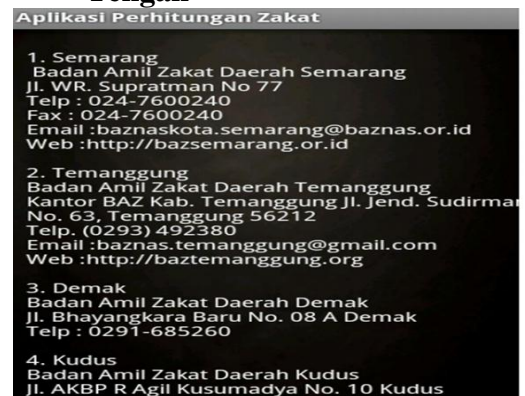 Aplikasi Perhitungan Zakat
1. Semarang
Badan Amil Zakat Daerah Semarang
Jl. WR. Supratman No 77
Telp : 024-7600240
Fax : 024-7600240
Email :baznaskota.semarang@baznas.or.id
Web :http://bazsemarang.or.id
2. Temanggung
Badan Amil Zakat Daerah Temanggung
Kantor BAZ Kab. Temanggung Jl. Jend. Sudirman
No. 63, Temanggung 56212
Telp. (0293) 492380
Email :baznas.temanggung@gmail.com
Web :http://baztemanggung.org
3. Demak
Badan Amil Zakat Daerah Demak
Jl. Bhayangkara Baru No. 08 A Demak
Telp : 0291-685260
4. Kudus
Badan Amil Zakat Daerah Kudus
Jl. AKBP R Agil Kusumadya No. 10 Kudus